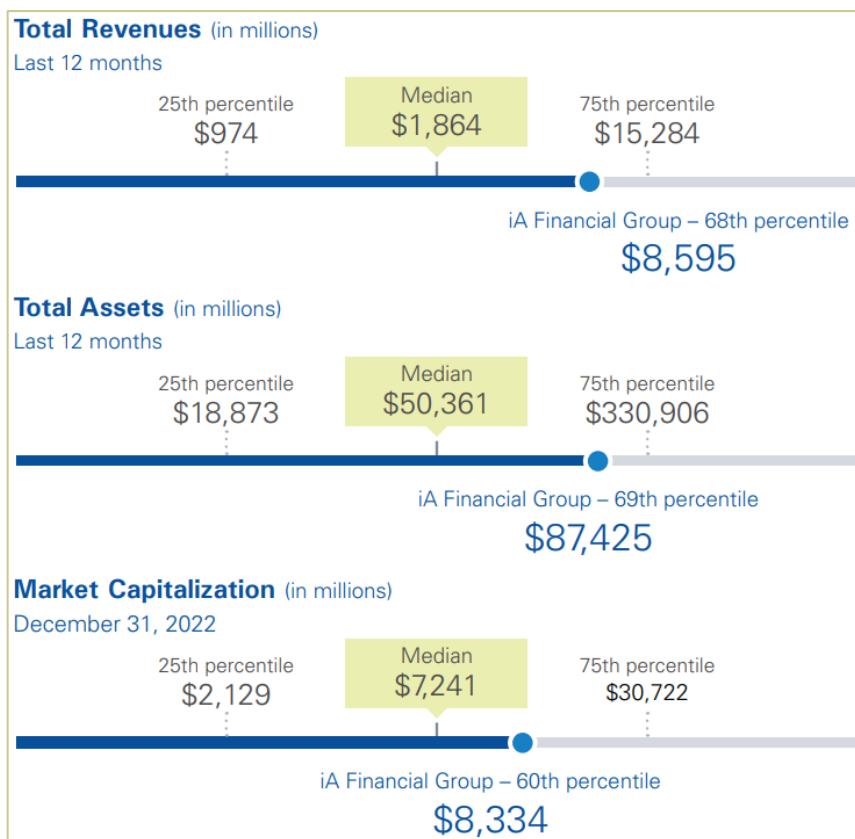 Total Revenues (in millions)
Last 12 months
25th percentile
$974
Median
$1,864
75th percentile
$15,284
iA Financial Group – 68th percentile
$8,595
Total Assets (in millions)
Last 12 months
25th percentile
$18,873
Median
$50,361
75th percentile
$330,906
iA Financial Group – 69th percentile
$87,425
Market Capitalization (in millions)
December 31, 2022
25th percentile
$2,129
Median
$7,241
75th percentile
$30,722
iA Financial Group – 60th percentile
$8,334